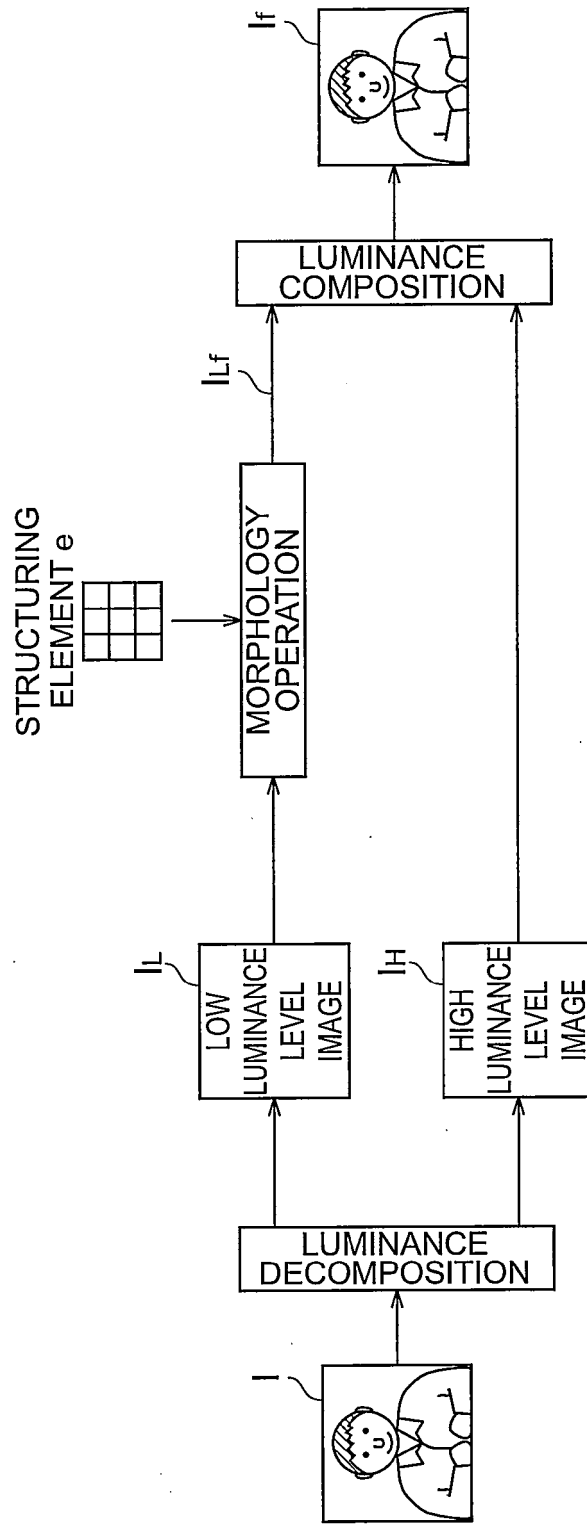 I
LUMINANCE
DECOMPOSITION
IL
LOW
LUMINANCE
LEVEL
IMAGE
IH
HIGH
LUMINANCE
LEVEL
IMAGE
STRUCTURING
ELEMENT e
MORPHOLOGY
OPERATION
ILf
LUMINANCE
COMPOSITION
If